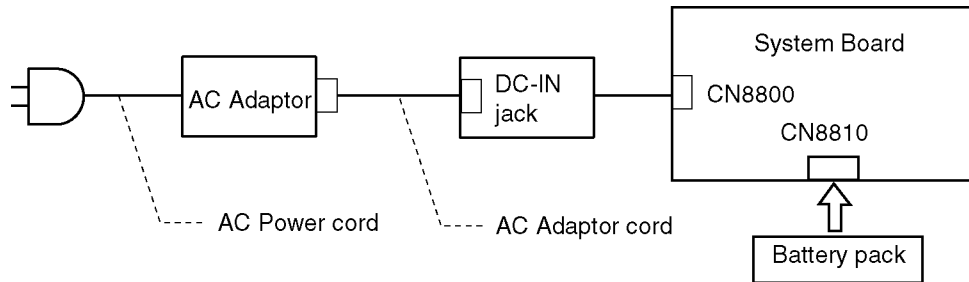 System Board
AC Adaptor
DC-IN
jack
CN8800
CN8810
AC Power cord
AC Adaptor cord
Battery pack